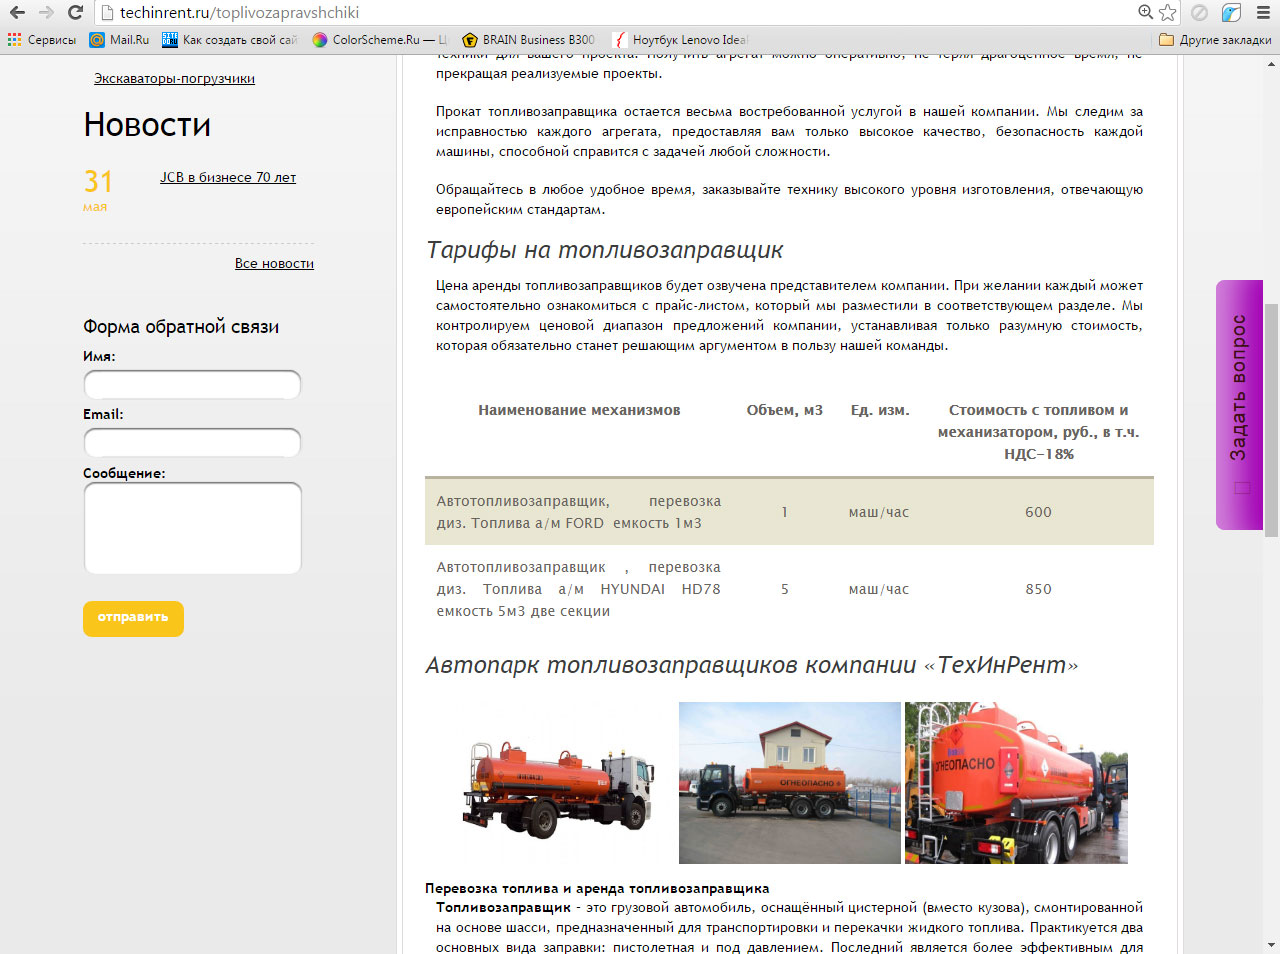 techinrent.ru/toplivozapravshchiki
Сервисы
Mail.Ru
Как создать свой сай
ColorScheme.Ru —
BRAIN Business B300
Ноутбук Lenovo Idea
Другие закладки
Экскаваторы-погрузчики
Новости
31
мая
JCB в бизнесе 70 лет
Все новости
Форма обратной связи
Имя:
Email:
Сообщение:
отправить
прекращая реализуемые проекты.
Прокат топливозаправщика остается весьма востребованной услугой в нашей компании. Мы следим за
исправностью каждого агрегата, предоставляя вам только высокое качество, безопасность каждой
машины, способной справится с задачей любой сложности.
Обращайтесь в любое удобное время, заказывайте технику высокого уровня изготовления, отвечающую
европейским стандартам.
Тарифы на топливозаправщик
Цена аренды топливозаправщиков будет озвучена представителем компании. При желании каждый может
самостоятельно ознакомиться с прайс-листом, который мы разместили в соответствующем разделе. Мы
контролируем ценовой диапазон предложений компании, устанавливая только разумную стоимость,
которая обязательно станет решающим аргументом в пользу нашей команды.
Наименование механизмов
Объем, м3
Ед. изм.
Стоимость с топливом и
механизатором, руб., в т.ч.
НДС-18%
Автотопливозаправщик, перевозка
диз. Топлива а/м FORD емкость 1м3
1
маш/час
600
Автотопливозаправщик , перевозка
диз. Топлива а/м HYUNDAI HD78
емкость 5м3 две секции
5
маш/час
850
Автопарк топливозаправщиков компании «ТехИнРент»
ОГНЕОПАСНО
ОГНЕОПАСНО
Перевозка топлива и аренда топливозаправщика
Топливозаправщик - это грузовой автомобиль, оснащённый цистерной (вместо кузова), смонтированной
на основе шасси, предназначенный для транспортировки и перекачки жидкого топлива. Практикуется два
основных вида заправки: пистолетная и под давлением. Последний является более эффективным для
Задать вопрос